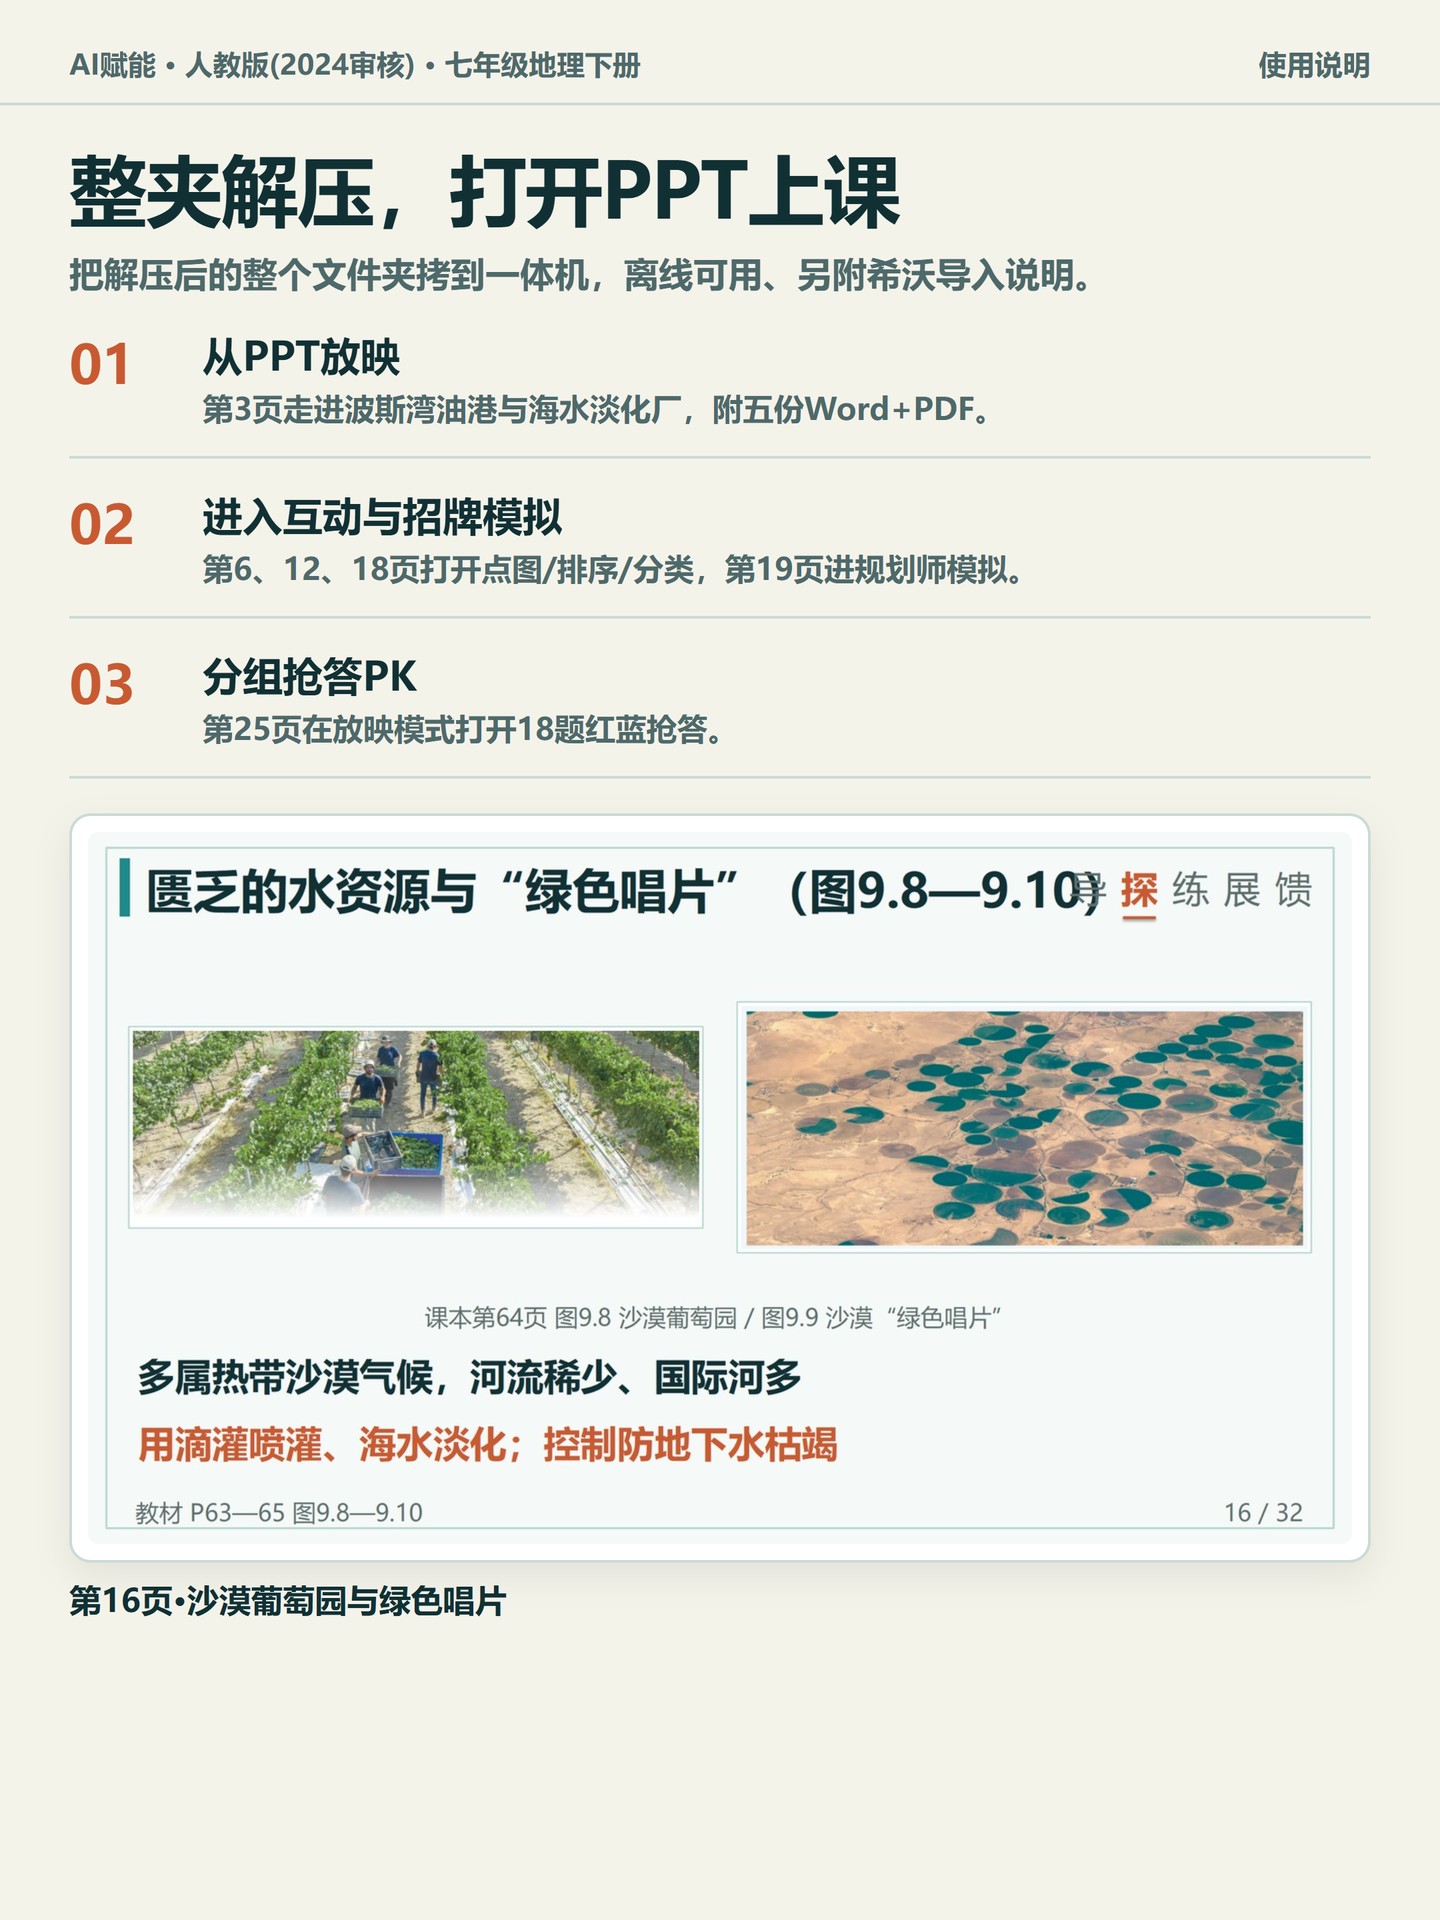 AI赋能 • 人教版(2024审核) • 七年级地理下册
使用说明
整夹解压，打开PPT上课
把解压后的整个文件夹拷到一体机，离线可用、另附希沃导入说明。
01
从PPT放映
第3页走进波斯湾油港与海水淡化厂，附五份Word+PDF。
02
进入互动与招牌模拟
第6、12、18页打开点图/排序/分类，第19页进规划师模拟。
03
分组抢答PK
第25页在放映模式打开18题红蓝抢答。
匮乏的水资源与“绿色唱片”（图9.8—9.10）
导 探 练 展 馈
课本第64页 图9.8 沙漠葡萄园 / 图9.9 沙漠“绿色唱片”
多属热带沙漠气候，河流稀少、国际河多
用滴灌喷灌、海水淡化；控制防地下水枯竭
教材 P63—65 图9.8—9.10
16 / 32
第16页•沙漠葡萄园与绿色唱片